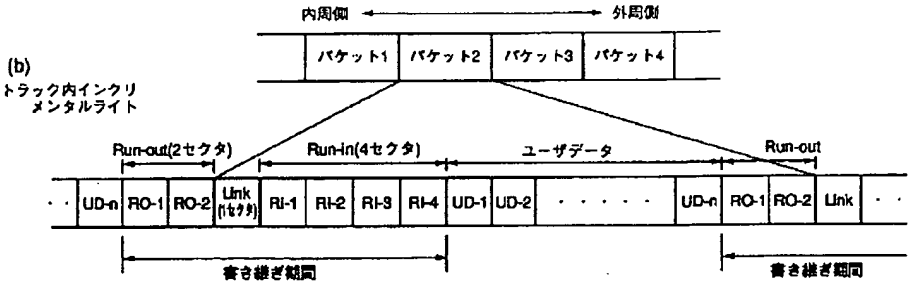 内周側 外周側
(b)
パケット1 パケット2 パケット3 パケット4
トラック内インクリ
メンタルライト
Run-out(2セクタ) Run-in(4セクタ) ユーザデータ Run-out
・・ UD-n RO-1 RO-2 Link RI-1 RI-2 RI-3 RI-4 UD-1 UD-2 ・・・・・ UD-n RO-1 RO-2 Link ・・
(1セクタ)
書き継ぎ期間 書き継ぎ期間